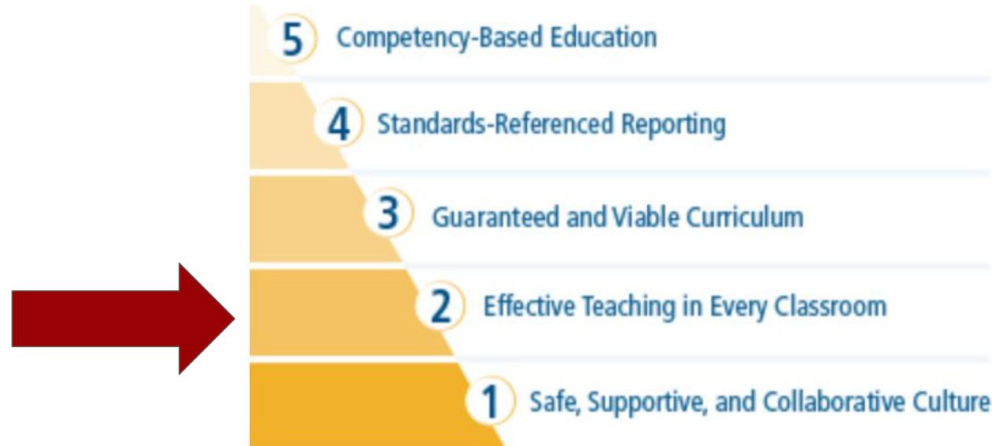 5 Competency-Based Education
4 Standards-Referenced Reporting
3 Guaranteed and Viable Curriculum
2 Effective Teaching in Every Classroom
1 Safe, Supportive, and Collaborative Culture